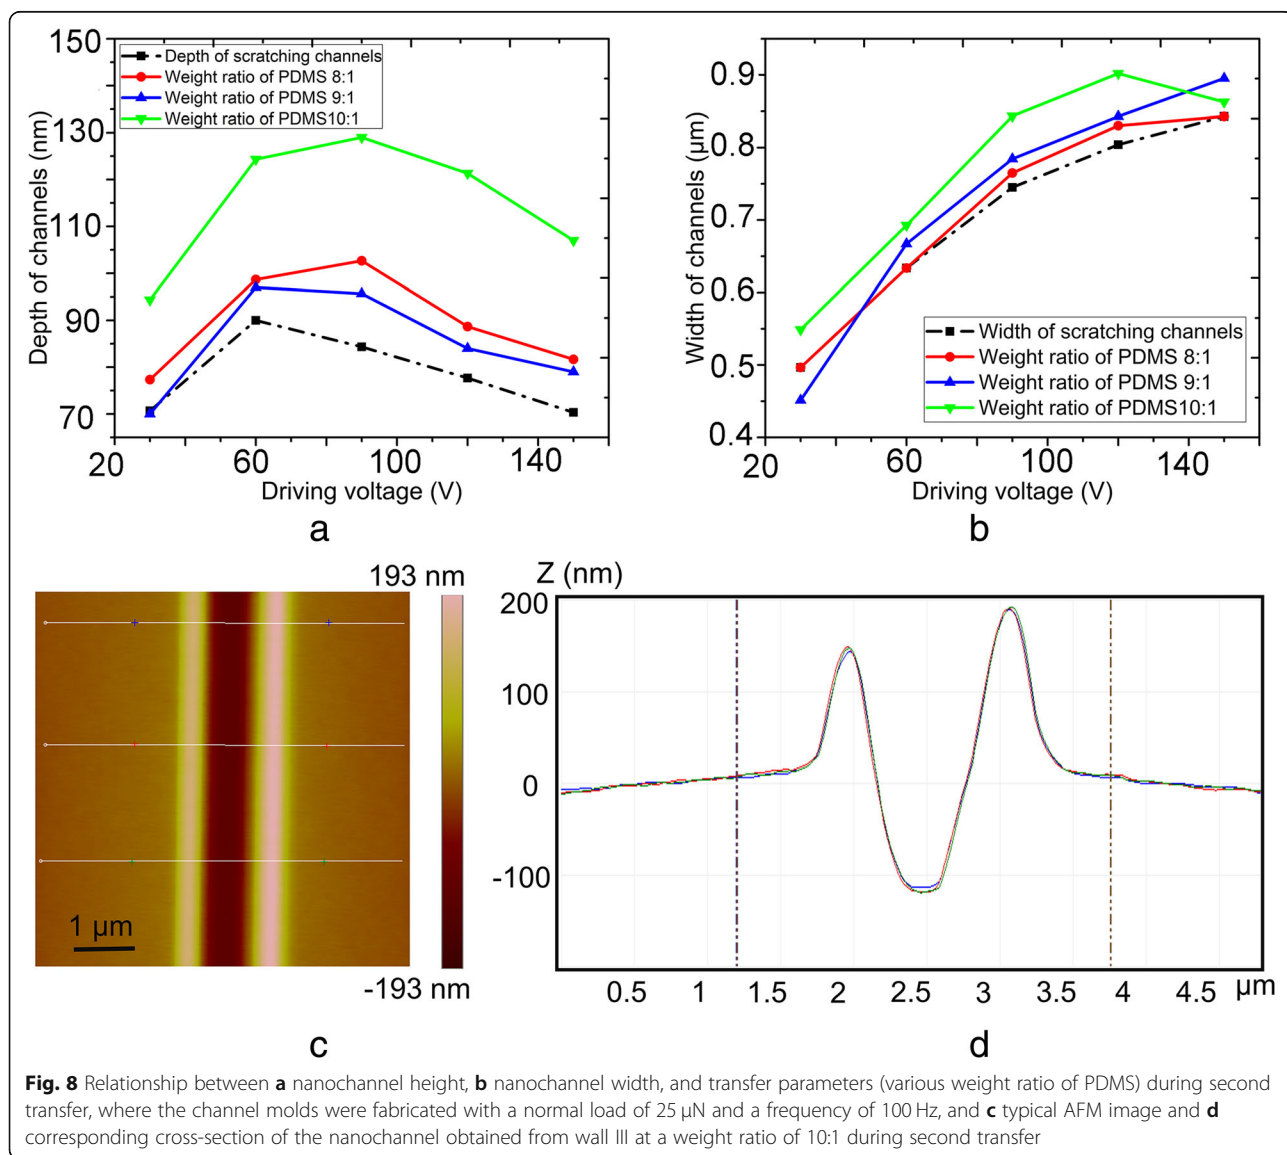 150
130
110
90
70
Depth of channels (nm)
Depth of scratching channels
Weight ratio of PDMS 8:1
Weight ratio of PDMS 9:1
Weight ratio of PDMS10:1
20 60 100 140
Driving voltage (V)
a
0.9
0.8
0.7
0.6
0.5
0.4
Width of channels (µm)
Width of scratching channels
Weight ratio of PDMS 8:1
Weight ratio of PDMS 9:1
Weight ratio of PDMS10:1
20 60 100 140
Driving voltage (V)
b
193 nm
1 µm
-193 nm
c
Z (nm)
200
100
0
-100
0.5 1 1.5 2 2.5 3 3.5 4 4.5 µm
d
Fig. 8 Relationship between a nanochannel height, b nanochannel width, and transfer parameters (various weight ratio of PDMS) during second
transfer, where the channel molds were fabricated with a normal load of 25 µN and a frequency of 100 Hz, and c typical AFM image and d
corresponding cross-section of the nanochannel obtained from wall III at a weight ratio of 10:1 during second transfer